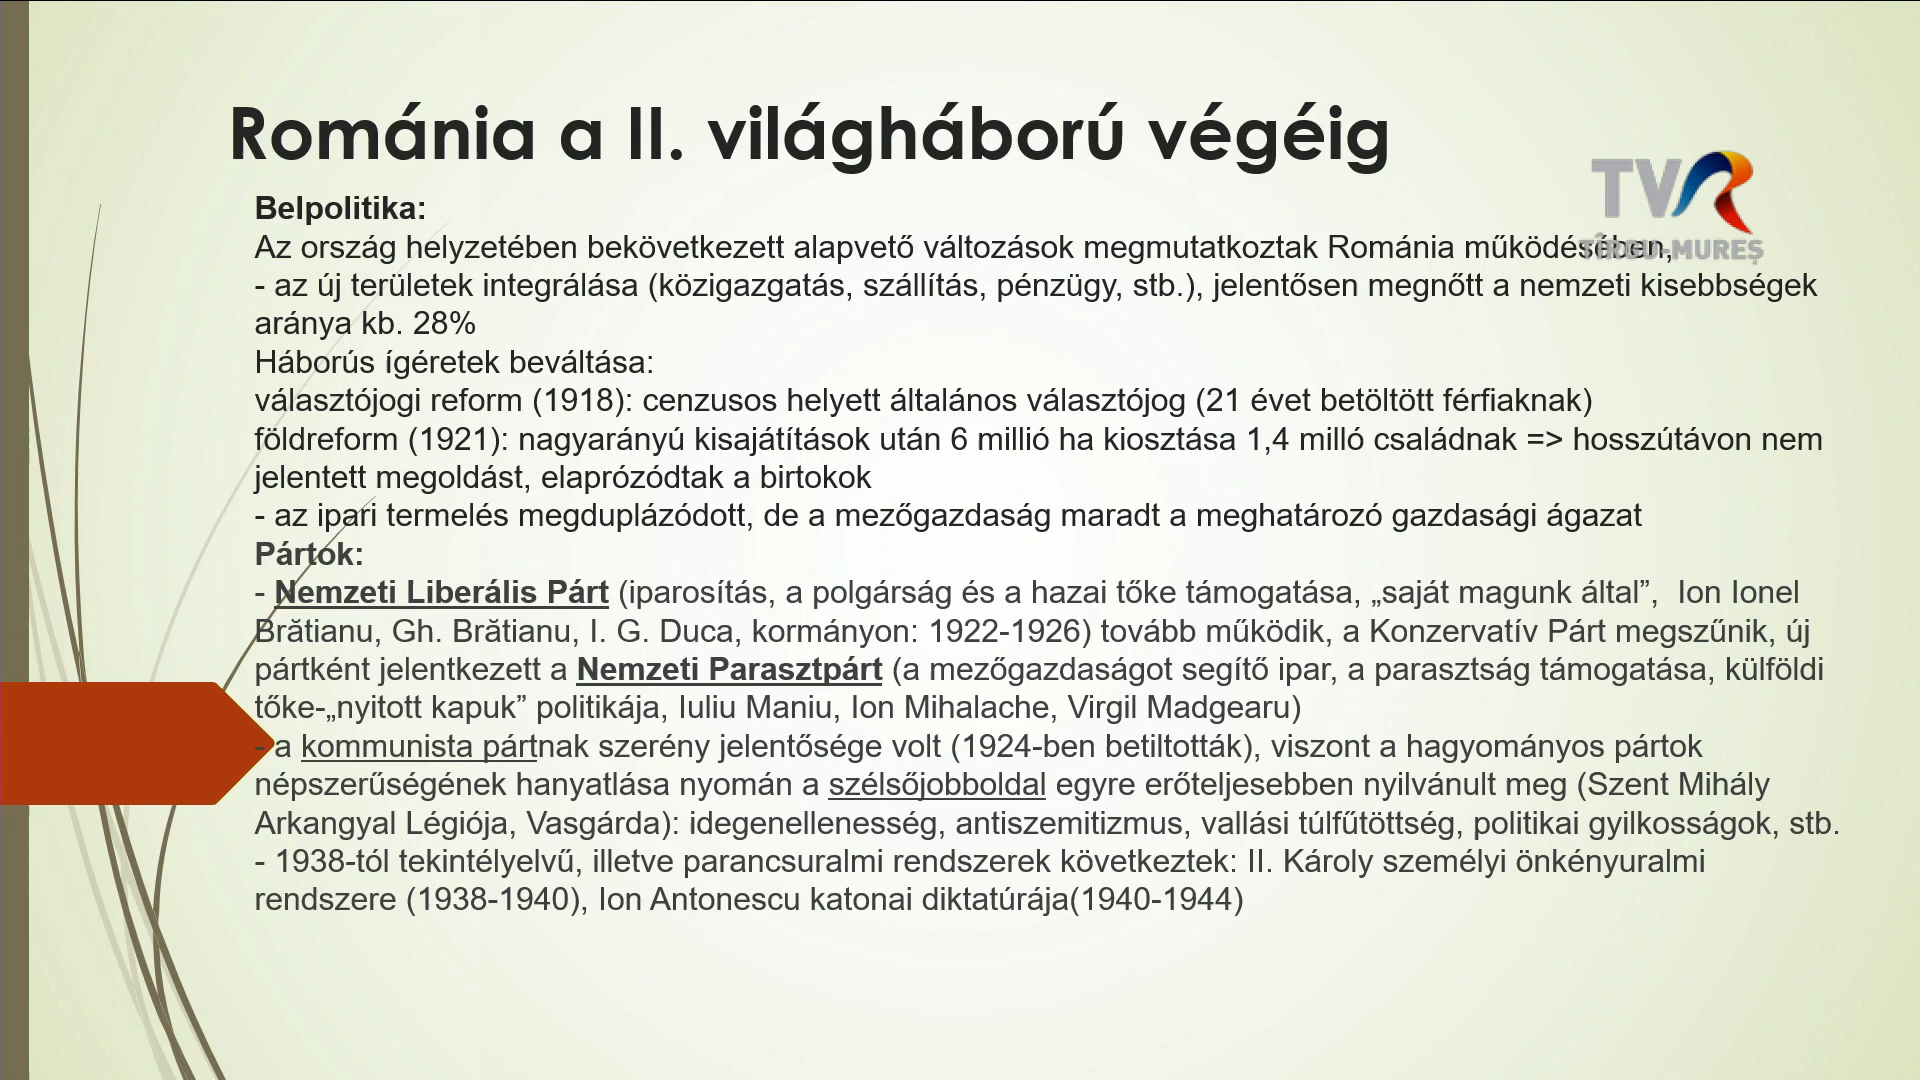 Románia a II. világháború végéig
TVR
TÎRGU-MUREȘ
Belpolitika:
Az ország helyzetében bekövetkezett alapvető változások megmutatkoztak Románia működésében,
- az új területek integrálása (közigazgatás, szállítás, pénzügy, stb.), jelentősen megnőtt a nemzeti kisebbségek
aránya kb. 28%
Háborús ígéretek beváltása:
választójogi reform (1918): cenzusos helyett általános választójog (21 évet betöltött férfiaknak)
földreform (1921): nagyarányú kisajátítások után 6 millió ha kiosztása 1,4 milló családnak => hosszútávon nem
jelentett megoldást, elaprózódtak a birtokok
- az ipari termelés megduplázódott, de a mezőgazdaság maradt a meghatározó gazdasági ágazat
Pártok:
- Nemzeti Liberális Párt (iparosítás, a polgárság és a hazai tőke támogatása, „saját magunk által”,  Ion Ionel
Brătianu, Gh. Brătianu, I. G. Duca, kormányon: 1922-1926) tovább működik, a Konzervatív Párt megszűnik, új
pártként jelentkezett a Nemzeti Parasztpárt (a mezőgazdaságot segítő ipar, a parasztság támogatása, külföldi
tőke-„nyitott kapuk” politikája, Iuliu Maniu, Ion Mihalache, Virgil Madgearu)
- a kommunista pártnak szerény jelentősége volt (1924-ben betiltották), viszont a hagyományos pártok
népszerűségének hanyatlása nyomán a szélsőjobboldal egyre erőteljesebben nyilvánult meg (Szent Mihály
Arkangyal Légiója, Vasgárda): idegenellenesség, antiszemitizmus, vallási túlfűtöttség, politikai gyilkosságok, stb.
- 1938-tól tekintélyelvű, illetve parancsuralmi rendszerek következtek: II. Károly személyi önkényuralmi
rendszere (1938-1940), Ion Antonescu katonai diktatúrája(1940-1944)